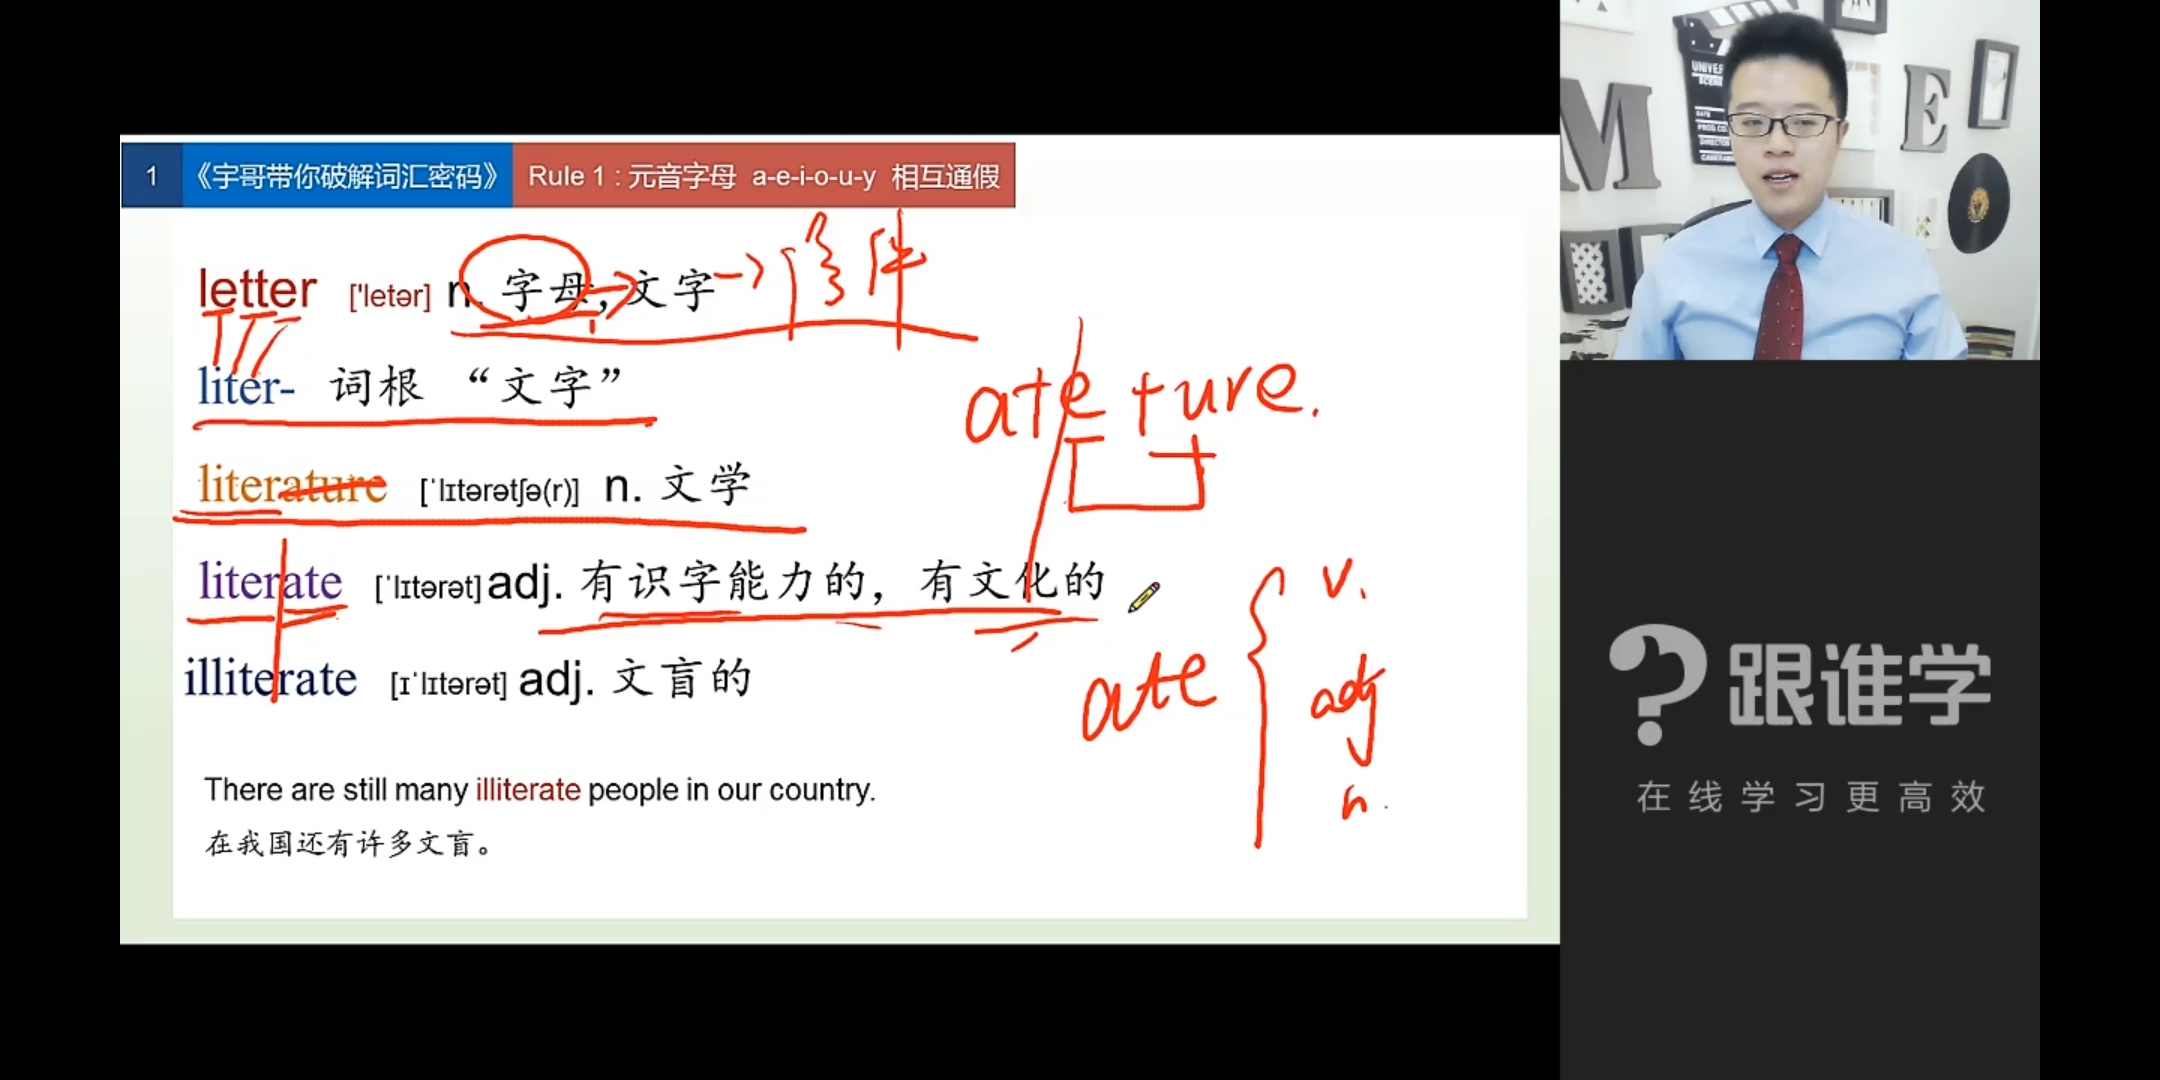 1 《宇哥带你破解词汇密码》 Rule 1 : 元音字母 a-e-i-o-u-y 相互通假
letter ['letər] n. 字母, 文字 → 信件
liter- 词根 “文字”
ate ture.
literature [ˈlɪtərətʃə(r)] n. 文学
literate [ˈlɪtərət] adj. 有识字能力的，有文化的
illiterate [ɪˈlɪtərət] adj. 文盲的
ate { v. adj n.
There are still many illiterate people in our country.
在我国还有许多文盲。
M
E
跟谁学
在线学习更高效